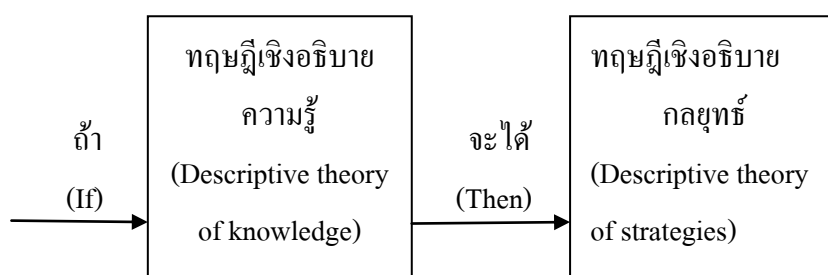 ถ้า
(If)
ทฤษฎีเชิงอธิบาย
ความรู้
(Descriptive theory
of knowledge)
จะได้
(Then)
ทฤษฎีเชิงอธิบาย
กลยุทธ์
(Descriptive theory
of strategies)